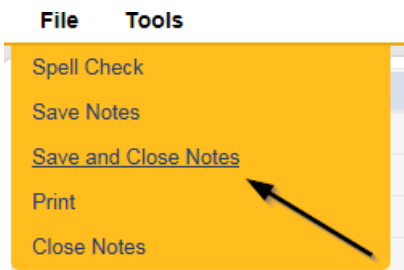 File Tools
Spell Check
Save Notes
Save and Close Notes
Print
Close Notes